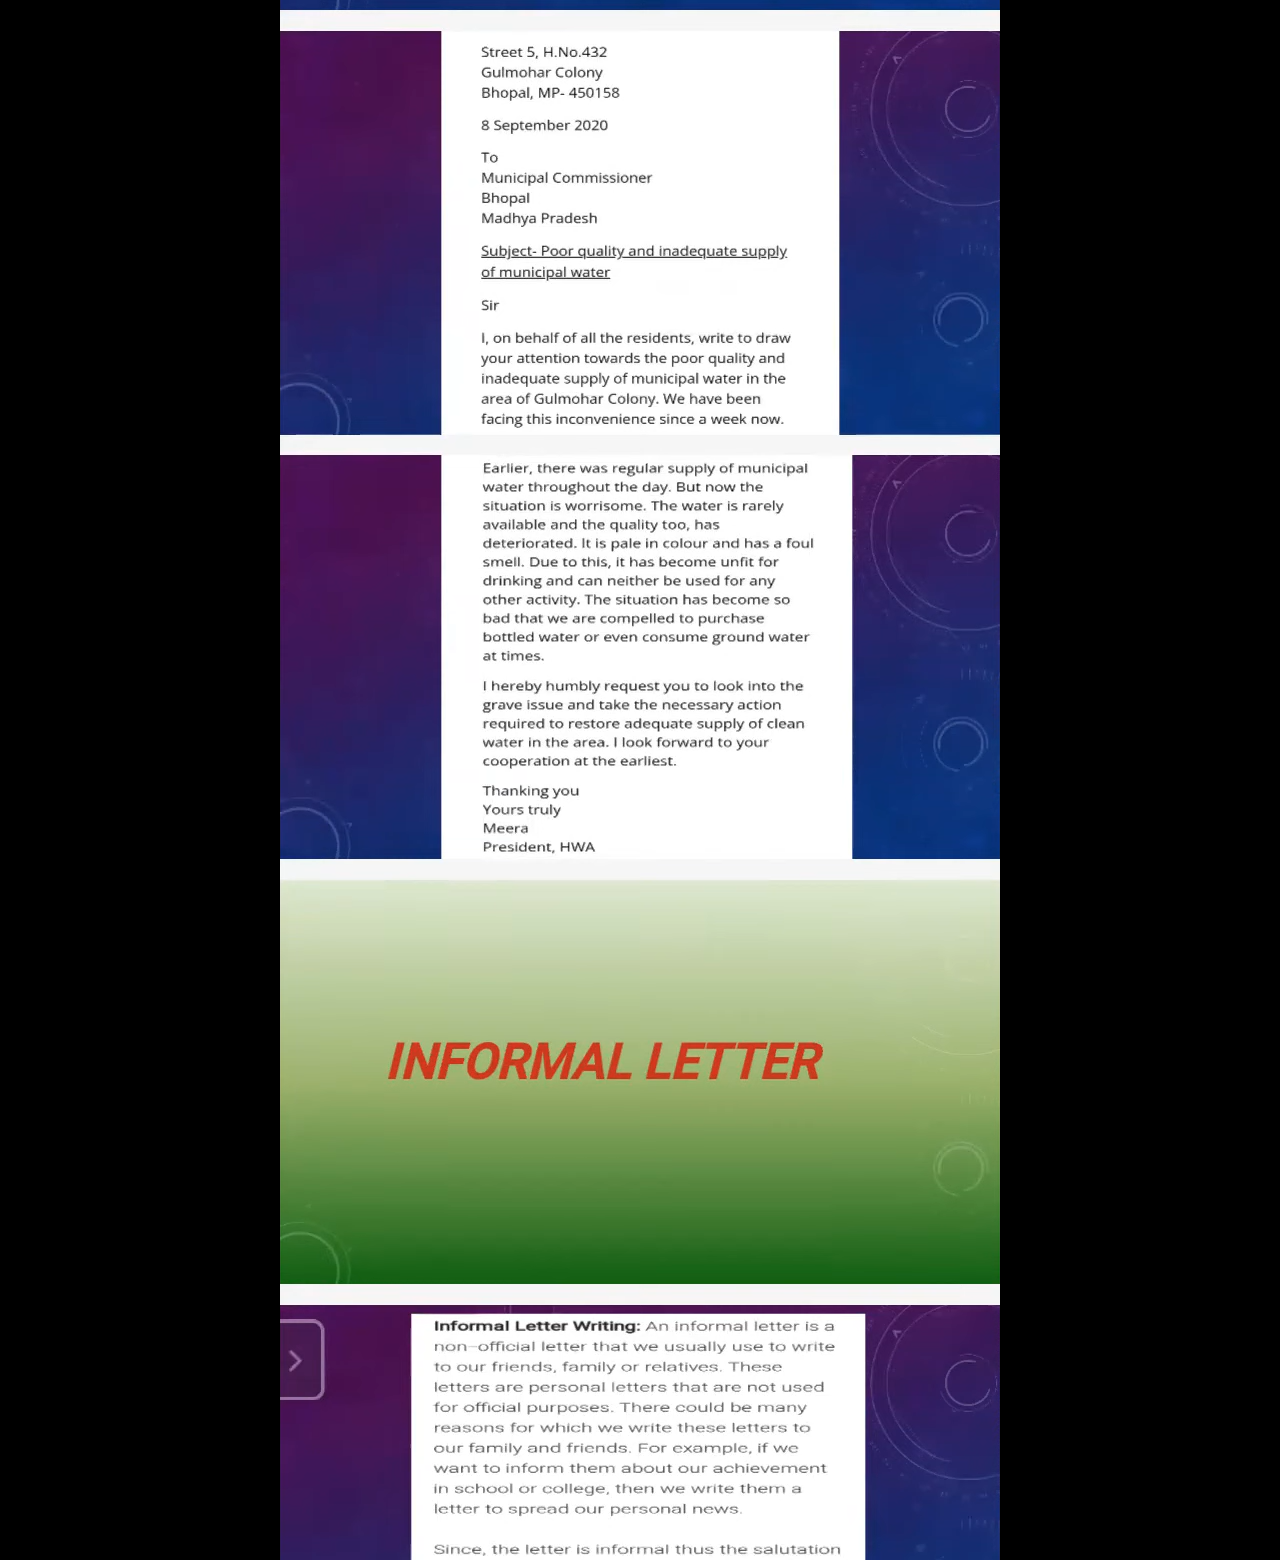 Street 5, H.No.432
Gulmohar Colony
Bhopal, MP- 450158
8 September 2020
To
Municipal Commissioner
Bhopal
Madhya Pradesh
Subject- Poor quality and inadequate supply
of municipal water
Sir
I, on behalf of all the residents, write to draw
your attention towards the poor quality and
inadequate supply of municipal water in the
area of Gulmohar Colony. We have been
facing this inconvenience since a week now.
Earlier, there was regular supply of municipal
water throughout the day. But now the
situation is worrisome. The water is rarely
available and the quality too, has
deteriorated. It is pale in colour and has a foul
smell. Due to this, it has become unfit for
drinking and can neither be used for any
other activity. The situation has become so
bad that we are compelled to purchase
bottled water or even consume ground water
at times.
I hereby humbly request you to look into the
grave issue and take the necessary action
required to restore adequate supply of clean
water in the area. I look forward to your
cooperation at the earliest.
Thanking you
Yours truly
Meera
President, HWA
INFORMAL LETTER
Informal Letter Writing: An informal letter is a
non-official letter that we usually use to write
to our friends, family or relatives. These
letters are personal letters that are not used
for official purposes. There could be many
reasons for which we write these letters to
our family and friends. For example, if we
want to inform them about our achievement
in school or college, then we write them a
letter to spread our personal news.
Since, the letter is informal thus the salutation